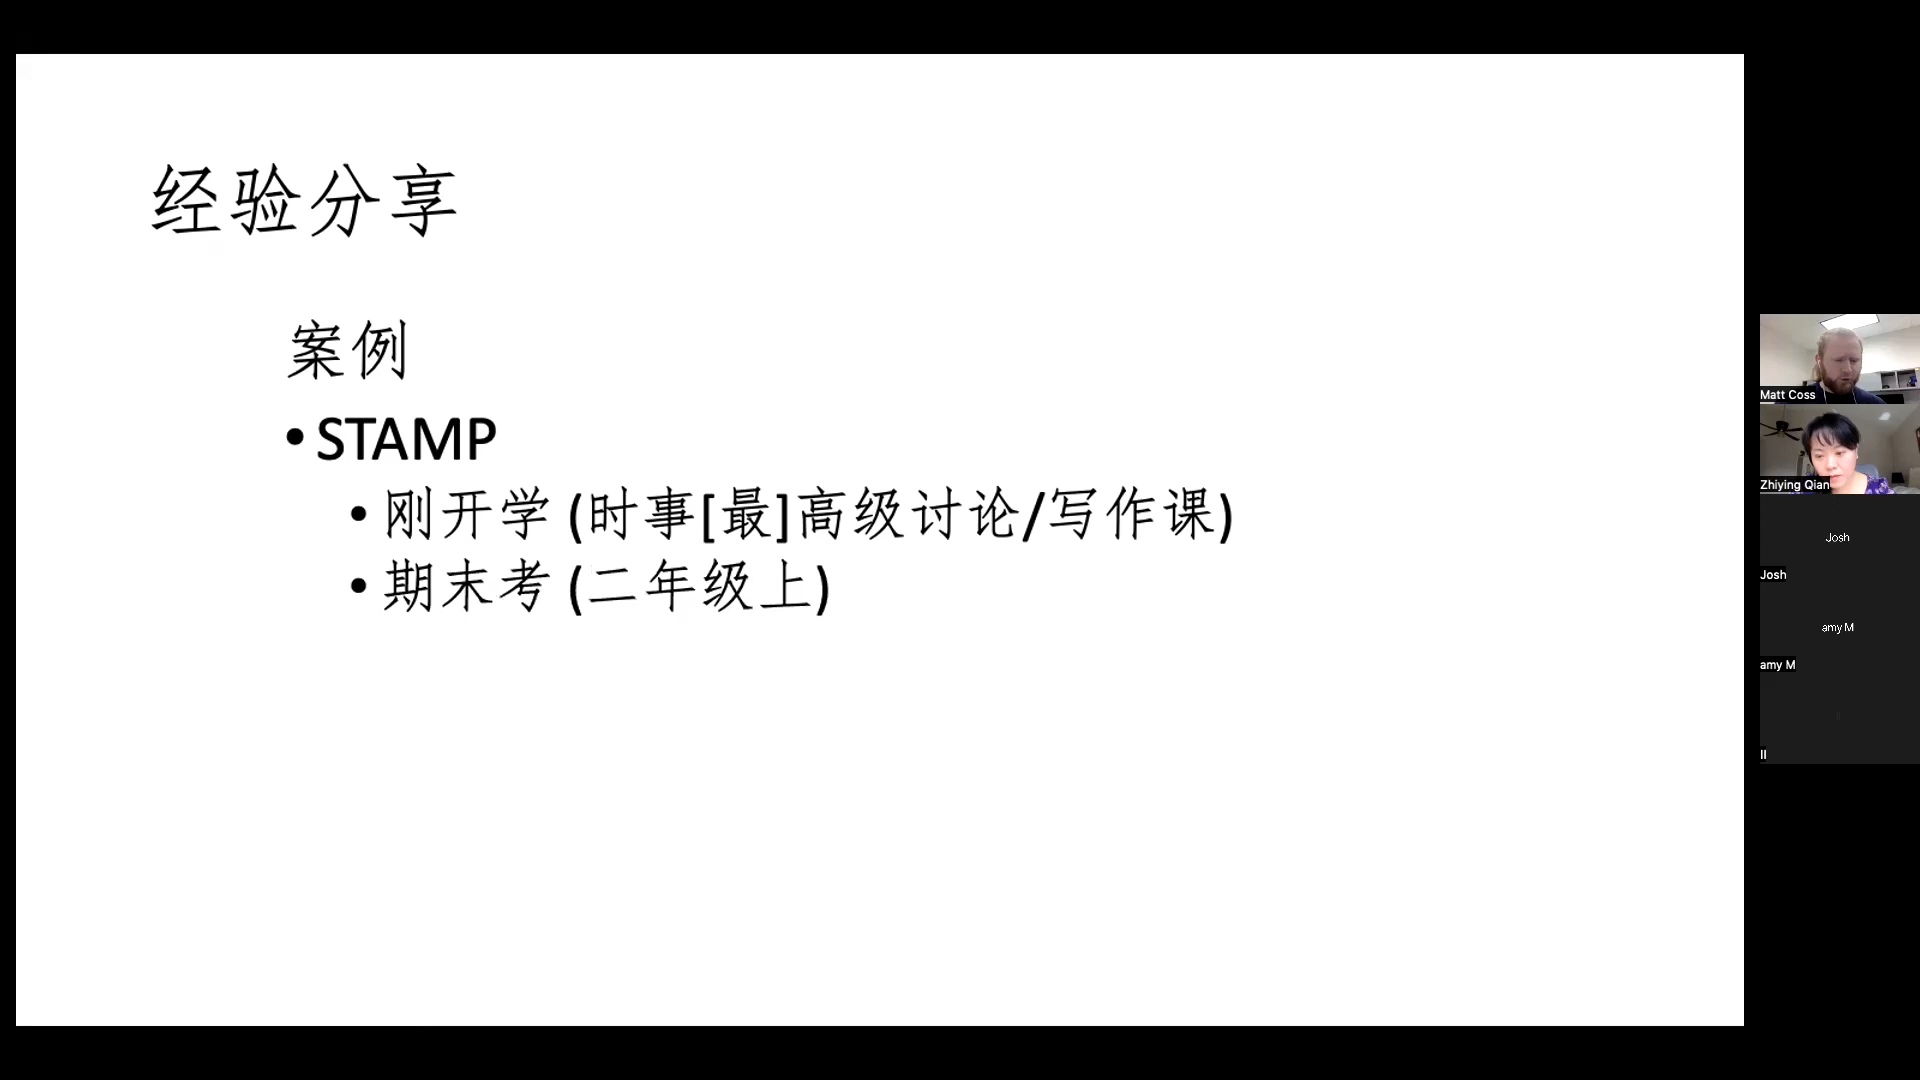 经验分享
案例
• STAMP
• 刚开学 (时事[最]高级讨论/写作课)
• 期末考 (二年级上)
Matt Coss
Zhiying Qian
Josh
Josh
amy M
amy M
ll